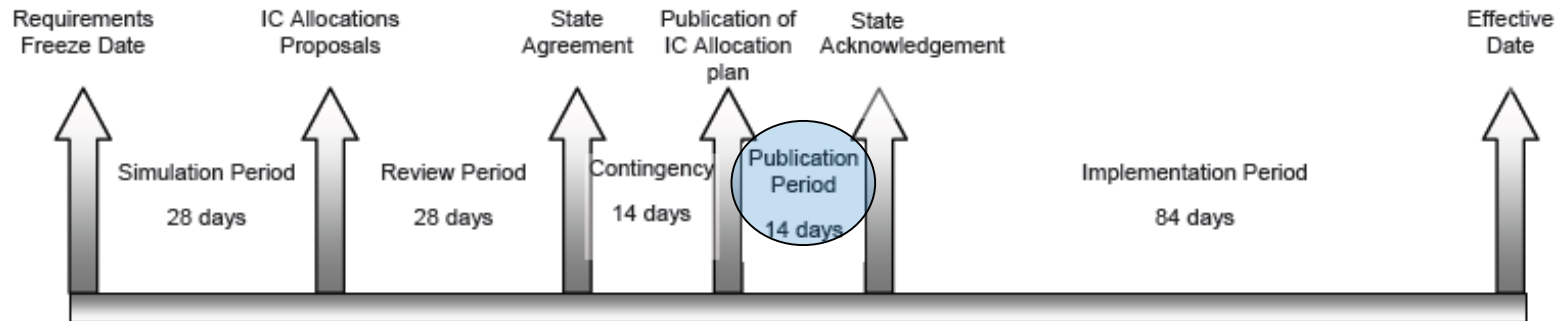 Requirements
Freeze Date
IC Allocations
Proposals
State
Agreement
Publication of
IC Allocation
plan
State
Acknowledgement
Effective
Date
Simulation Period
28 days
Review Period
28 days
Contingency
14 days
Publication
Period
14 days
Implementation Period
84 days